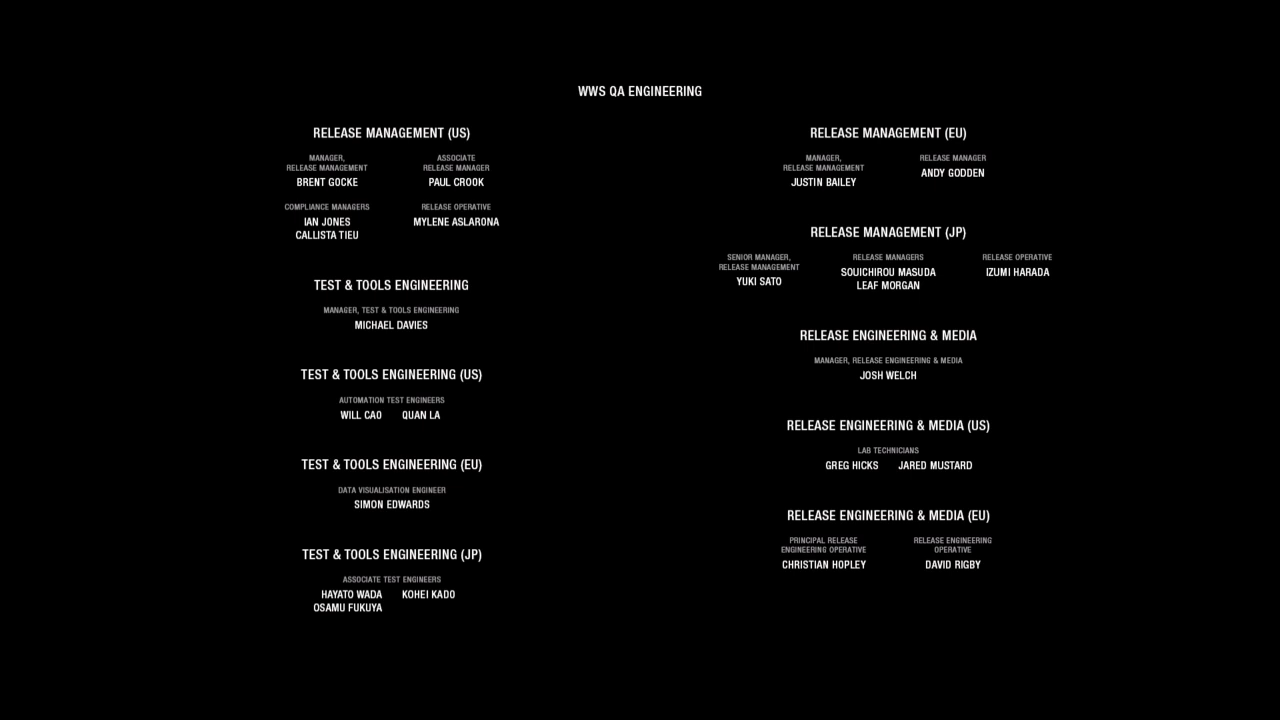 WWS QA ENGINEERING
RELEASE MANAGEMENT (US)
MANAGER,
RELEASE MANAGEMENT
BRENT GOCKE
ASSOCIATE
RELEASE MANAGER
PAUL CROOK
COMPLIANCE MANAGERS
IAN JONES
CALLISTA TIEU
RELEASE OPERATIVE
MYLENE ASLARONA
TEST & TOOLS ENGINEERING
MANAGER, TEST & TOOLS ENGINEERING
MICHAEL DAVIES
TEST & TOOLS ENGINEERING (US)
AUTOMATION TEST ENGINEERS
WILL CAO QUAN LA
TEST & TOOLS ENGINEERING (EU)
DATA VISUALISATION ENGINEER
SIMON EDWARDS
TEST & TOOLS ENGINEERING (JP)
ASSOCIATE TEST ENGINEERS
HAYATO WADA KOHEI KADO
OSAMU FUKUYA
RELEASE MANAGEMENT (EU)
MANAGER,
RELEASE MANAGEMENT
JUSTIN BAILEY
RELEASE MANAGER
ANDY GODDEN
RELEASE MANAGEMENT (JP)
SENIOR MANAGER,
RELEASE MANAGEMENT
YUKI SATO
RELEASE MANAGERS
SOUICHIROU MASUDA
LEAF MORGAN
RELEASE OPERATIVE
IZUMI HARADA
RELEASE ENGINEERING & MEDIA
MANAGER, RELEASE ENGINEERING & MEDIA
JOSH WELCH
RELEASE ENGINEERING & MEDIA (US)
LAB TECHNICIANS
GREG HICKS JARED MUSTARD
RELEASE ENGINEERING & MEDIA (EU)
PRINCIPAL RELEASE
ENGINEERING OPERATIVE
CHRISTIAN HOPLEY
RELEASE ENGINEERING
OPERATIVE
DAVID RIGBY